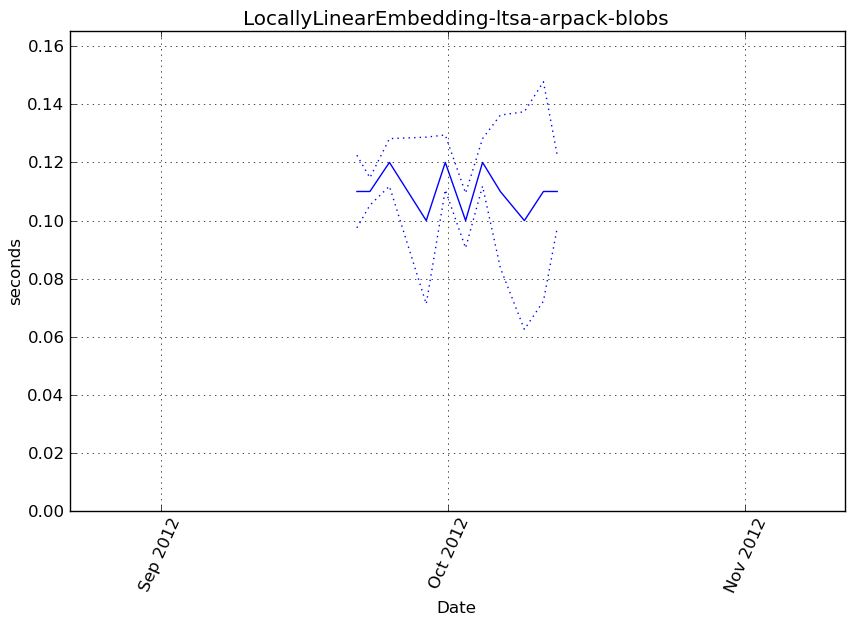 LocallyLinearEmbedding-ltsa-arpack-blobs
0.16
0.14
0.12
0.10
0.08
0.06
0.04
0.02
0.00
seconds
Sep 2012
Oct 2012
Nov 2012
Date